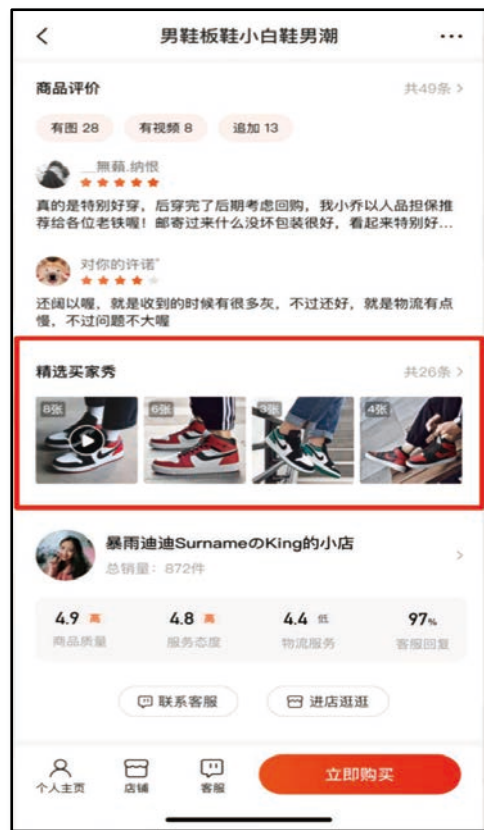 男鞋板鞋小白鞋男潮
商品评价 共49条
有图 28 有视频 8 追加 13
__無蘔.纳恨
真的是特别好穿，后穿完了后期考虑回购，我小乔以人品担保推
荐给各位老铁喔！邮寄过来什么没坏包装很好，看起来特别好...
对你的许诺〃
还阔以喔，就是收到的时候有很多灰，不过还好，就是物流有点
慢，不过问题不大喔
精选买家秀 共26条
8张 6张 3张 4张
暴雨迪迪SurnameのKing的小店
总销量：872件
4.9 高 4.8 高 4.4 低 97%
商品质量 服务态度 物流服务 客服回复
联系客服 进店逛逛
个人主页 店铺 客服 立即购买